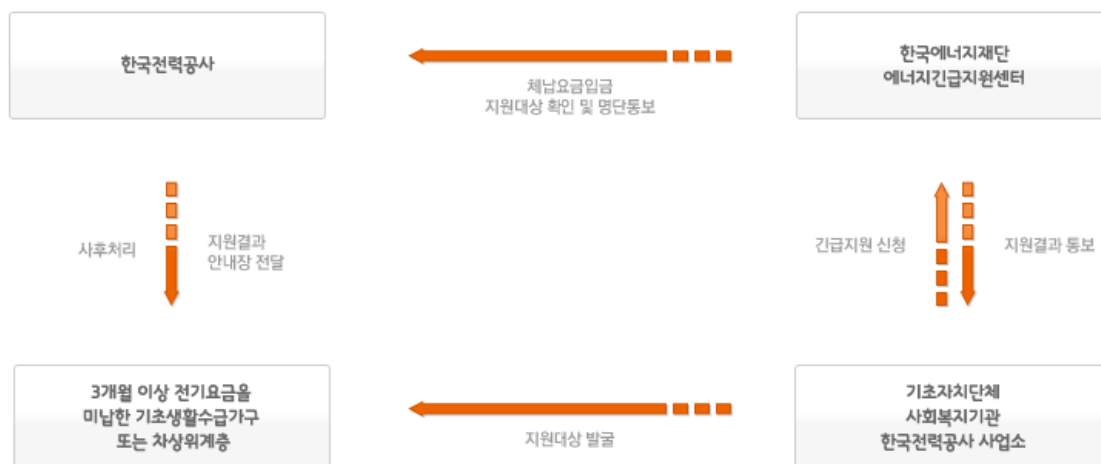 한국전력공사
체납요금입금
지원대상 확인 및 명단통보
한국에너지재단
에너지긴급지원센터
사후처리
지원결과
안내장 전달
긴급지원 신청
지원결과 통보
3개월 이상 전기요금을
미납한 기초생활수급가구
또는 차상위계층
지원대상 발굴
기초자치단체
사회복지기관
한국전력공사 사업소